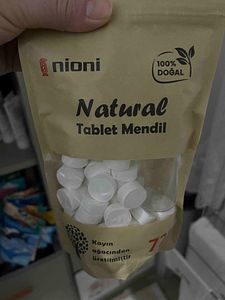 nioni
100%
DOĞAL
Natural
Tablet Mendil
Kayın
ağacından
üretilmiştir